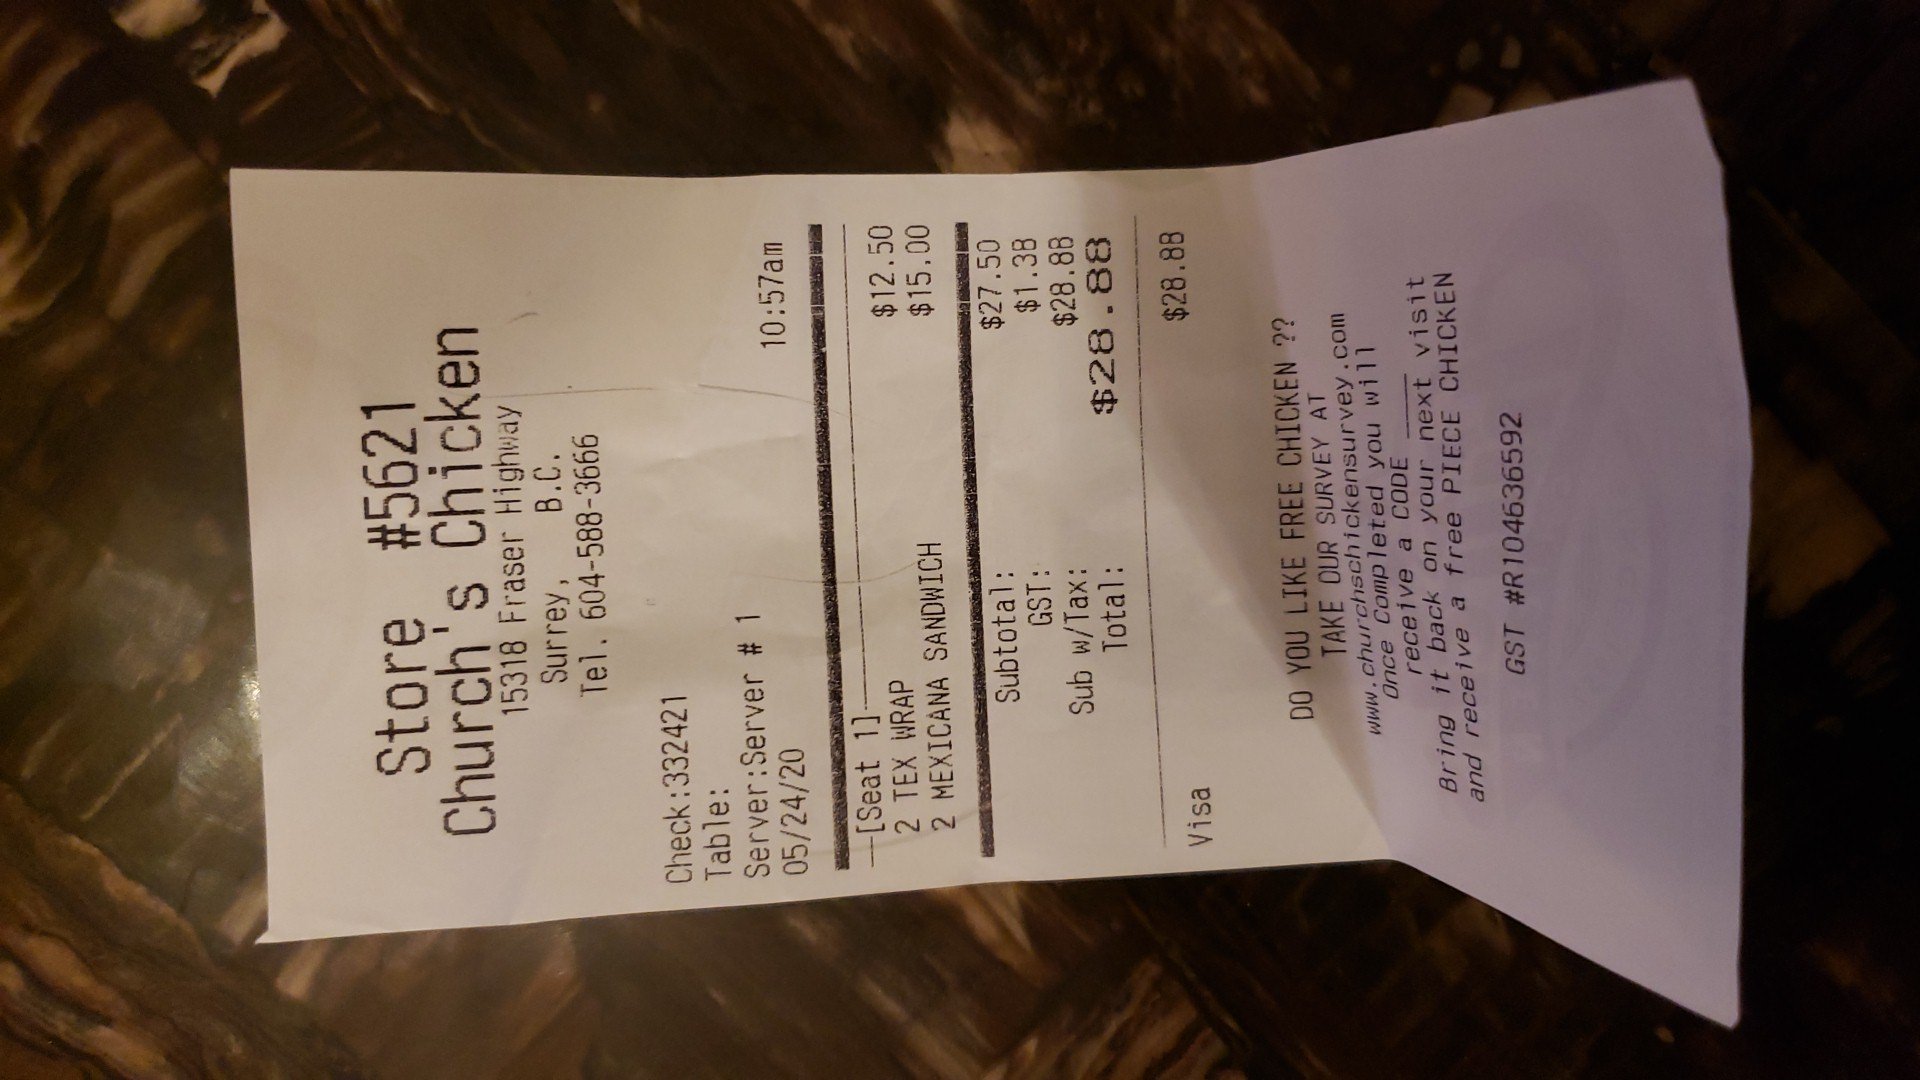 Store #5621
Church's Chicken
15318 Fraser Highway
Surrey, B.C.
Tel. 604-588-3666
Check:332421
Table:
Server:Server # 1
05/24/20 10:57am
[Seat 1]
2 TEX WRAP $12.50
2 MEXICANA SANDWICH $15.00
Subtotal: $27.50
GST: $1.38
Sub w/Tax: $28.88
Total: $28.88
Visa $28.88
DO YOU LIKE FREE CHICKEN ??
TAKE OUR SURVEY AT
www.churchschickensurvey.com
Once Completed you will
receive a CODE ____
Bring it back on your next visit
and receive a free PIECE CHICKEN
GST #R104636592